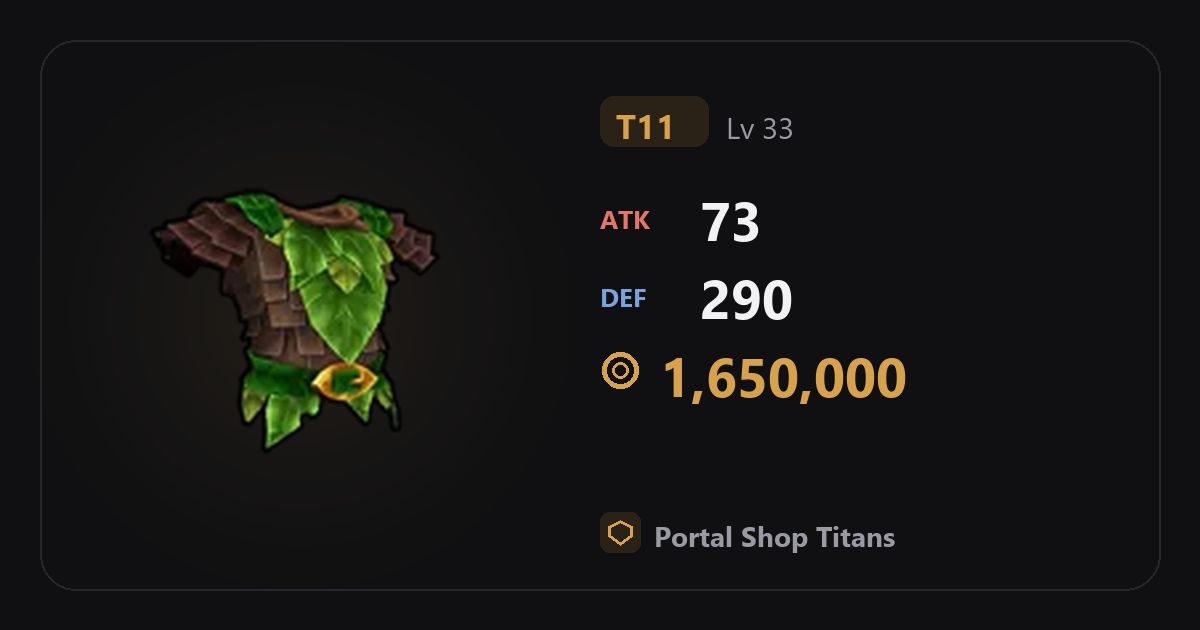 T11 Lv 33
ATK 73
DEF 290
1,650,000
Portal Shop Titans